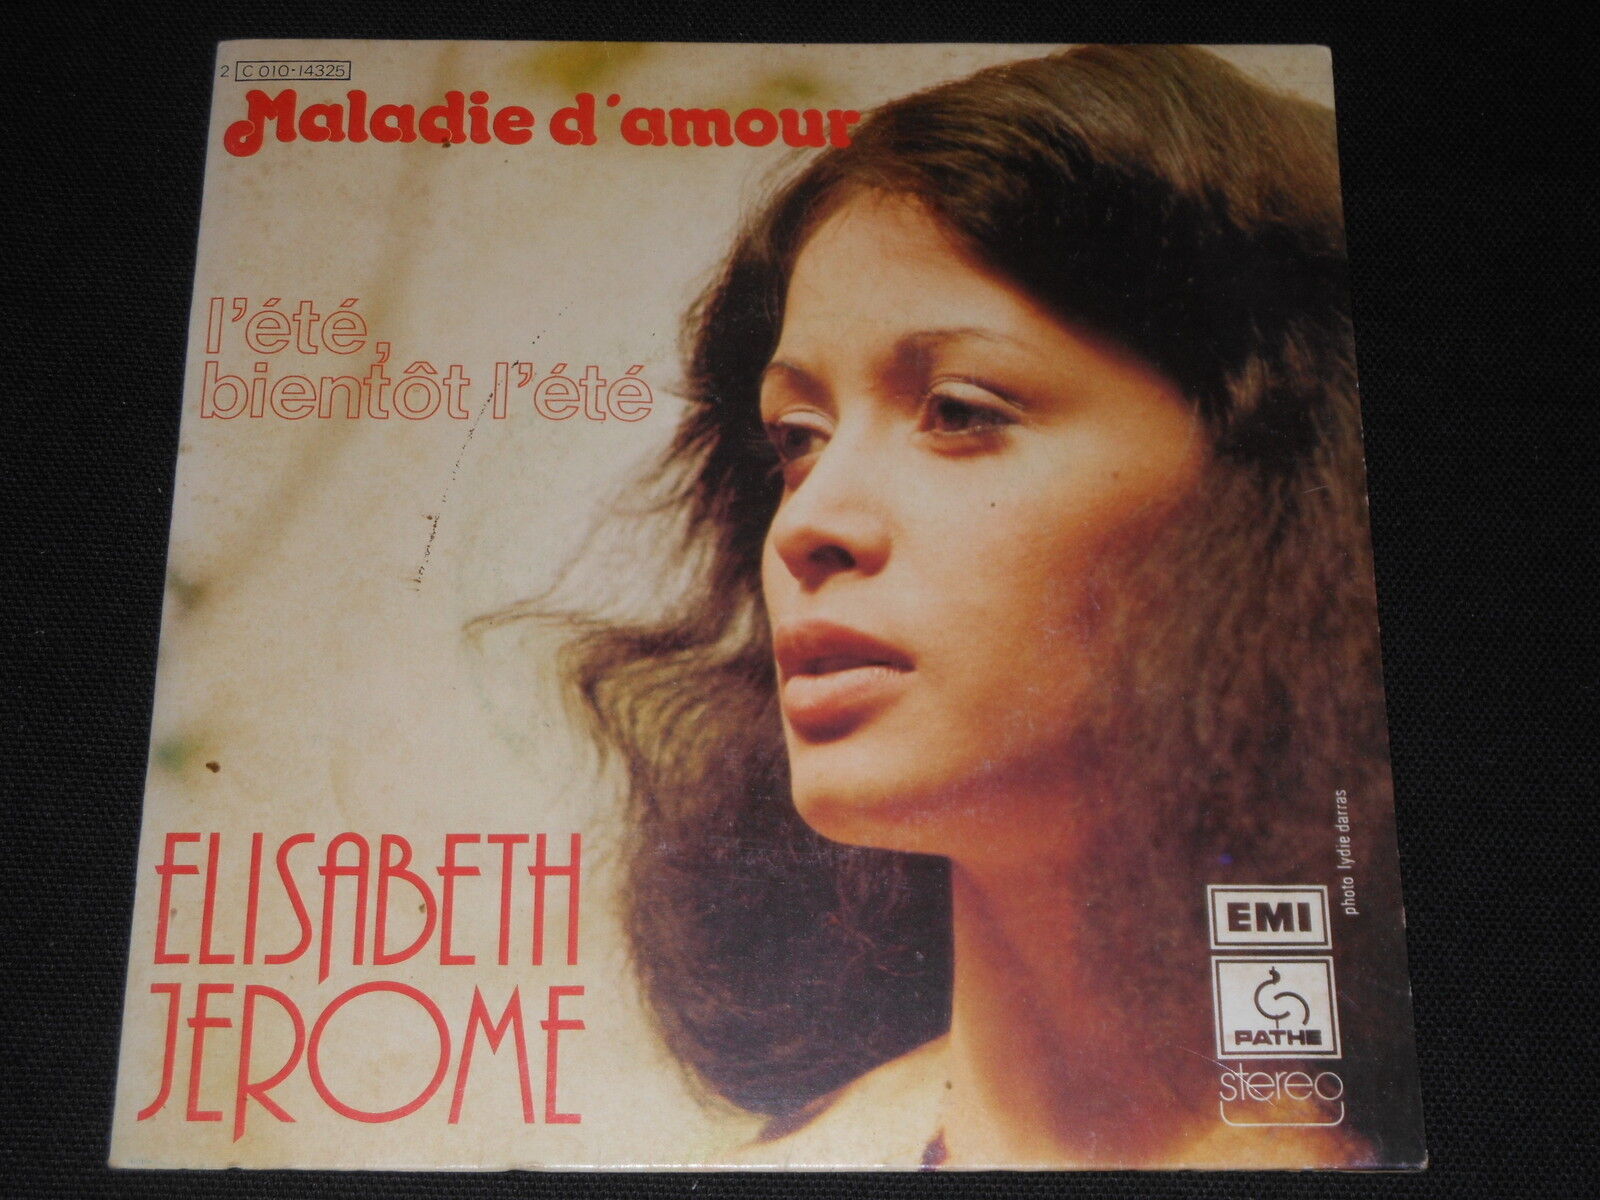 2 C 010-14325
Maladie d'amour
l'été,
bientôt l'été
ELISABETH
JEROME
photo lydie darras
EMI
PATHE
stereo